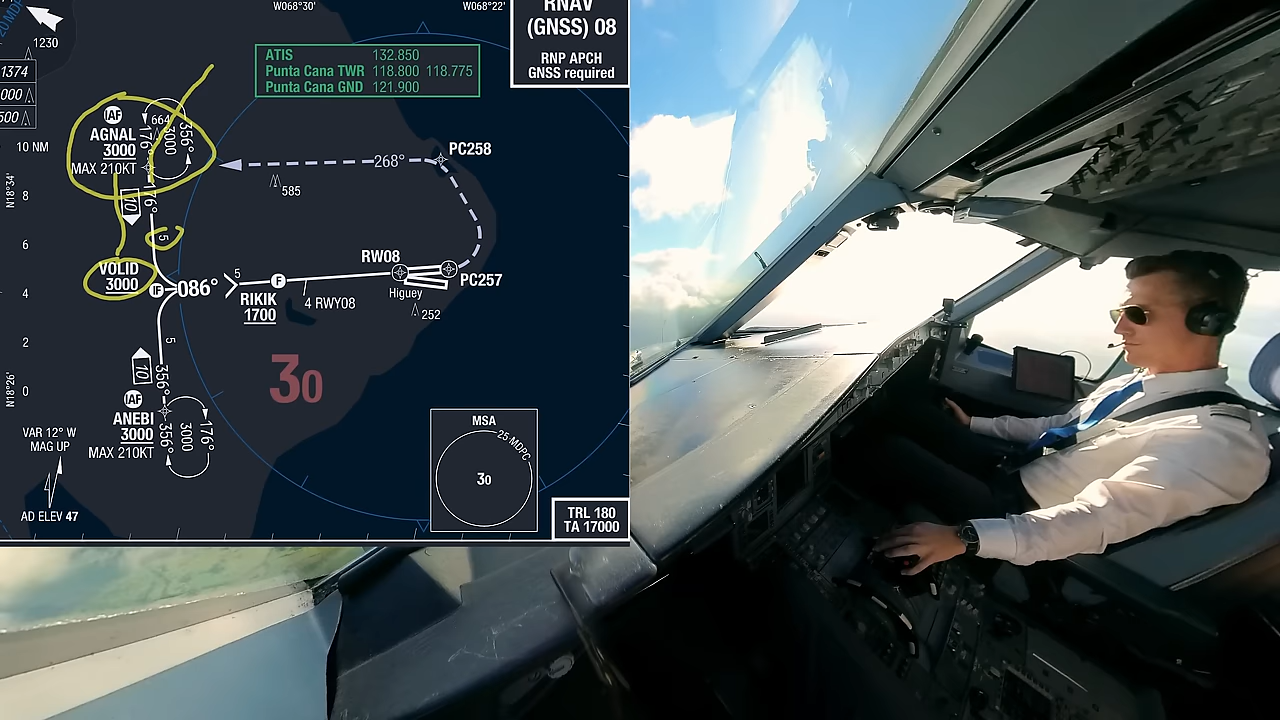 W068°30'
W068°22'
RNAV
(GNSS) 08
RNP APCH
GNSS required
20 MDPC
1230
1374
000
500
ATIS 132.850
Punta Cana TWR 118.800 118.775
Punta Cana GND 121.900
IAF
AGNAL
3000
MAX 210KT
176°
664
3000
356°
10 NM
176°
10
5
N18°34'
8
6
4
2
0
268°
PC258
585
VOLID
3000
IF
086°
5
F
RIKIK
1700
4 RWY08
RW08
PC257
Higuey
252
5
10
356°
30
N18°26'
IAF
ANEBI
3000
MAX 210KT
356°
3000
176°
VAR 12° W
MAG UP
AD ELEV 47
MSA
25 MDPC
30
TRL 180
TA 17000